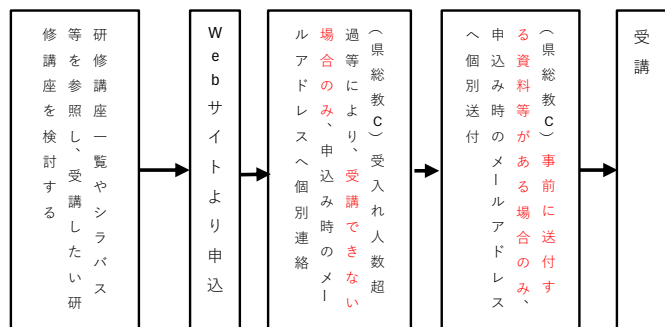 研修講座一覧やシラバス
等を参照し、受講したい研
修講座を検討する
Webサイトより申込
(県総教C)受入れ人数超
過等により、受講できない
場合のみ、申込み時のメー
ルアドレスへ個別連絡
(県総教C)事前に送付す
る資料等がある場合のみ、
申込み時のメールアドレス
へ個別送付
受講